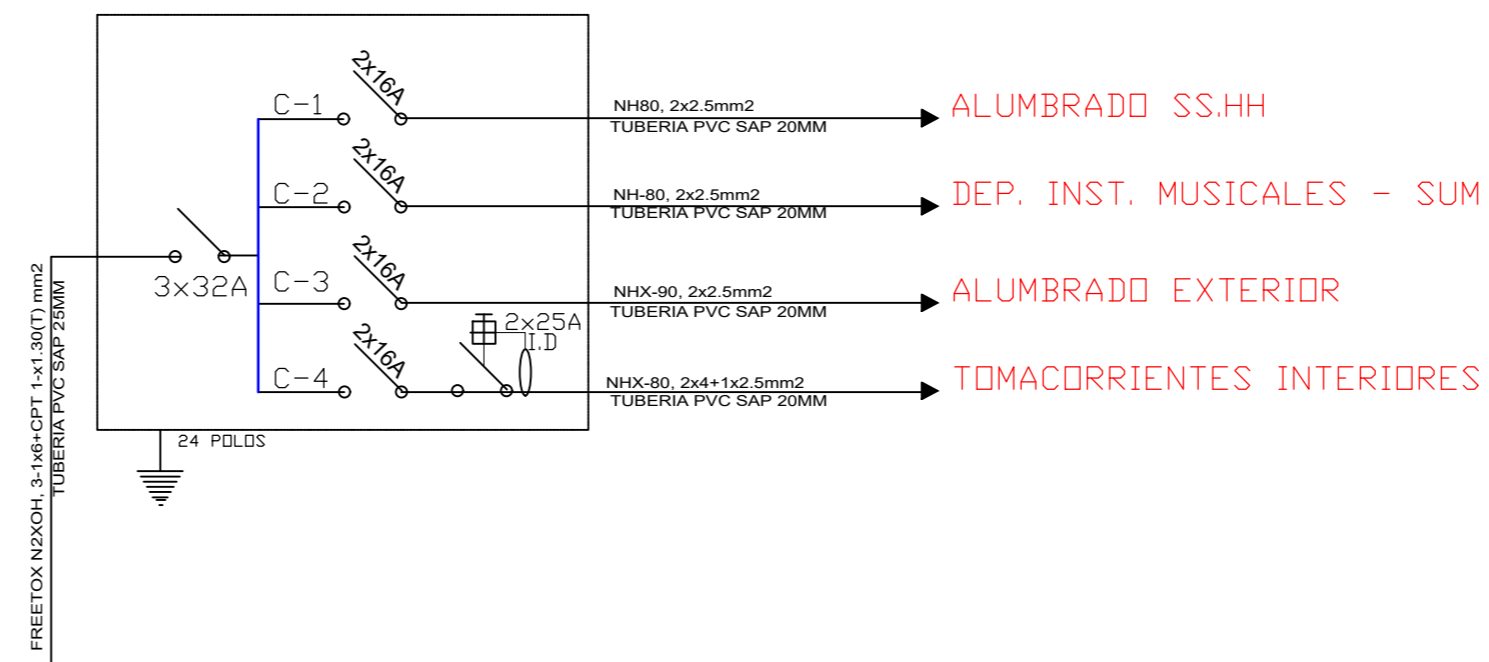 C-1
2x16A
NH80, 2x2.5mm2
TUBERIA PVC SAP 20MM
ALUMBRADO SS.HH
C-2
2x16A
NH-80, 2x2.5mm2
TUBERIA PVC SAP 20MM
DEP. INST. MUSICALES - SUM
3x32A
C-3
2x16A
NHX-90, 2x2.5mm2
TUBERIA PVC SAP 20MM
ALUMBRADO EXTERIOR
C-4
2x16A
2x25A
I.D
NHX-80, 2x4+1x2.5mm2
TUBERIA PVC SAP 20MM
TOMACORRIENTES INTERIORES
24 POLOS
FREETOX N2XOH, 3-1x6+CPT 1-x1.30(T) mm2
TUBERIA PVC SAP 25MM